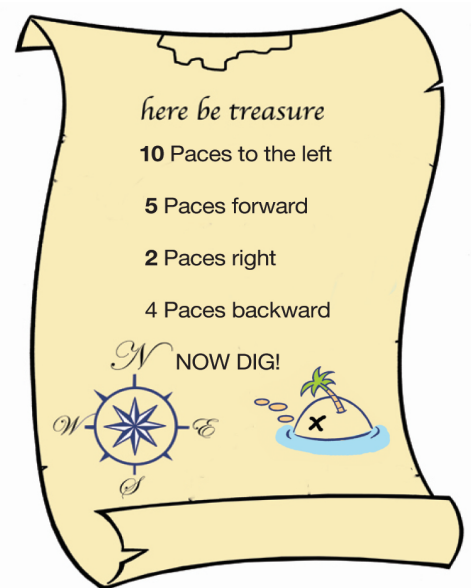 here be treasure
10 Paces to the left
5 Paces forward
2 Paces right
4 Paces backward
NOW DIG!
N
W E
S
x